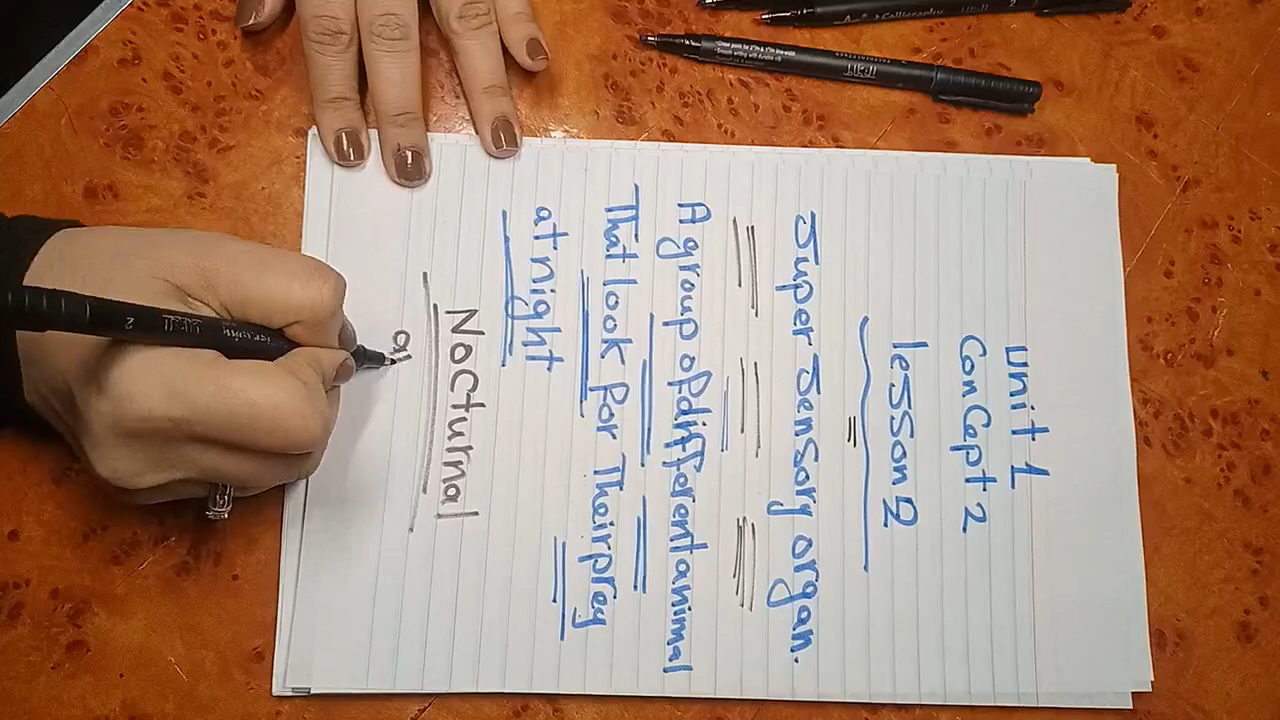 Unit 1
Concept 2
lesson 2
Super Sensory organ.
A group of different animal
That look for Their prey
at night
Nocturnal